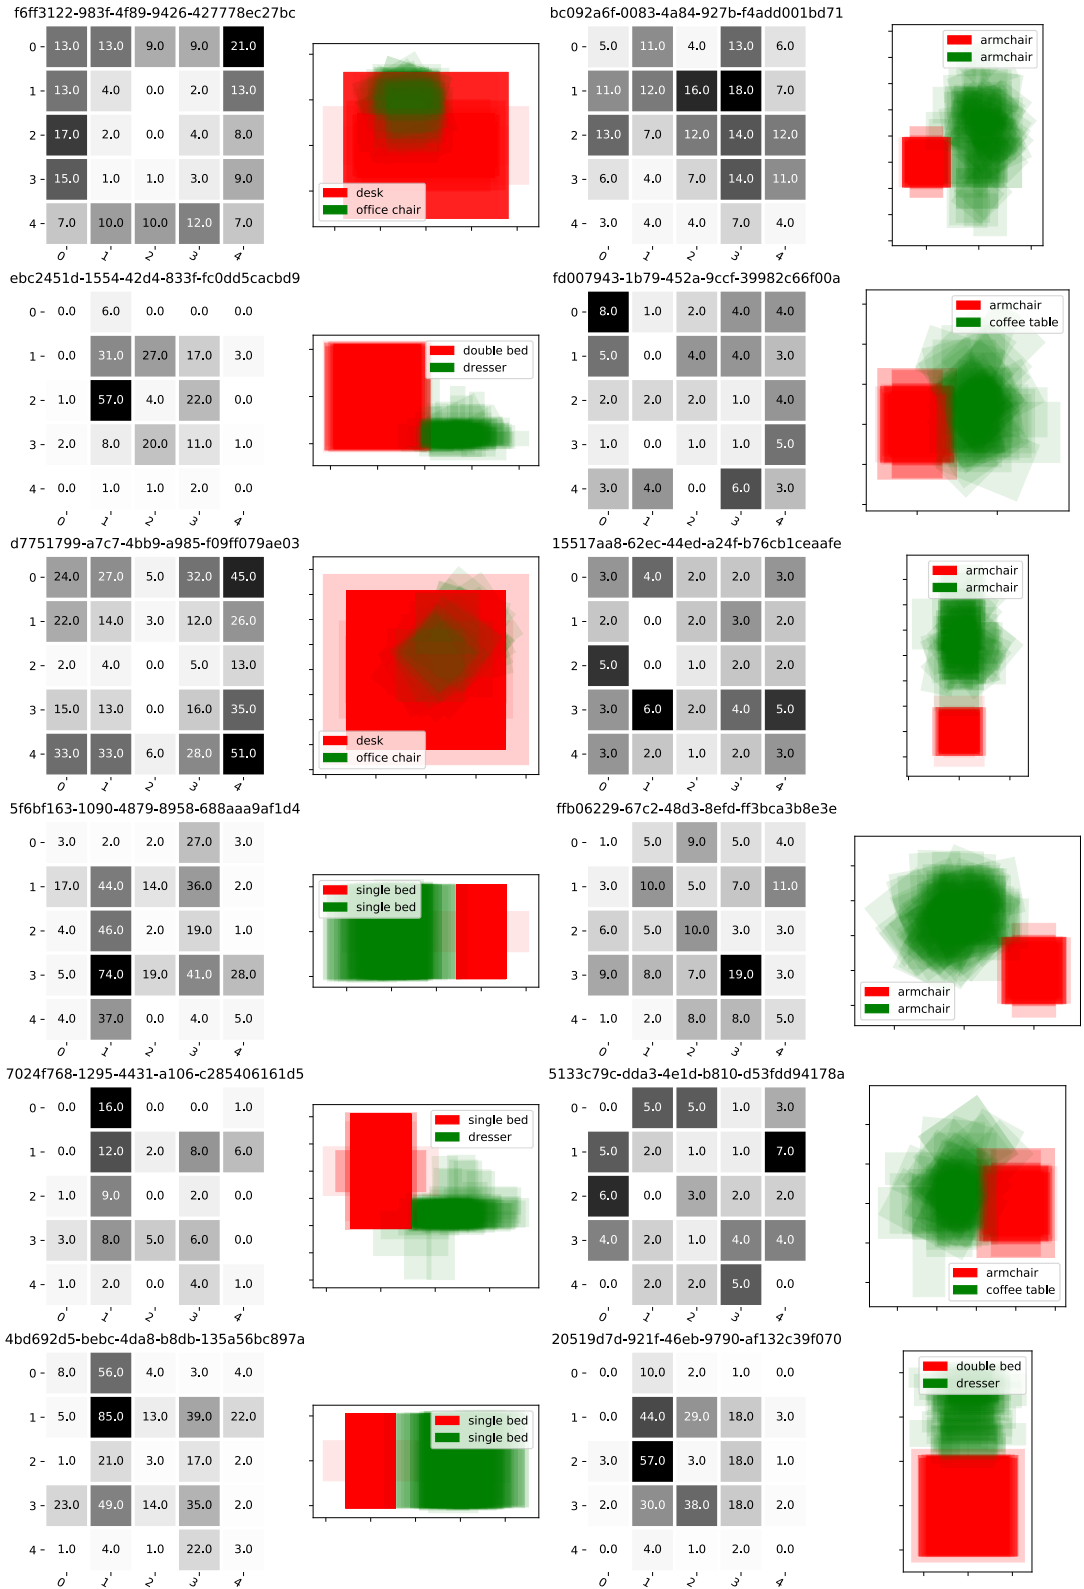 f6ff3122-983f-4f89-9426-427778ec27bc
0 13.0 13.0 9.0 9.0 21.0
1 13.0 4.0 0.0 2.0 13.0
2 17.0 2.0 0.0 4.0 8.0
3 15.0 1.0 1.0 3.0 9.0
4 7.0 10.0 10.0 12.0 7.0
0 1 2 3 4
desk
office chair
bc092a6f-0083-4a84-927b-f4add001bd71
0 5.0 11.0 4.0 13.0 6.0
1 11.0 12.0 16.0 18.0 7.0
2 13.0 7.0 12.0 14.0 12.0
3 6.0 4.0 7.0 14.0 11.0
4 3.0 4.0 4.0 7.0 4.0
0 1 2 3 4
armchair
armchair
ebc2451d-1554-42d4-833f-fc0dd5cacbd9
0 0.0 6.0 0.0 0.0 0.0
1 0.0 31.0 27.0 17.0 3.0
2 1.0 57.0 4.0 22.0 0.0
3 2.0 8.0 20.0 11.0 1.0
4 0.0 1.0 1.0 2.0 0.0
0 1 2 3 4
double bed
dresser
fd007943-1b79-452a-9ccf-39982c66f00a
0 8.0 1.0 2.0 4.0 4.0
1 5.0 0.0 4.0 4.0 3.0
2 2.0 2.0 2.0 1.0 4.0
3 1.0 0.0 1.0 1.0 5.0
4 3.0 4.0 0.0 6.0 3.0
0 1 2 3 4
armchair
coffee table
d7751799-a7c7-4bb9-a985-f09ff079ae03
0 24.0 27.0 5.0 32.0 45.0
1 22.0 14.0 3.0 12.0 26.0
2 2.0 4.0 0.0 5.0 13.0
3 15.0 13.0 0.0 16.0 35.0
4 33.0 33.0 6.0 28.0 51.0
0 1 2 3 4
desk
office chair
15517aa8-62ec-44ed-a24f-b76cb1ceaafe
0 3.0 4.0 2.0 2.0 3.0
1 2.0 0.0 2.0 3.0 2.0
2 5.0 0.0 1.0 2.0 2.0
3 3.0 6.0 2.0 4.0 5.0
4 3.0 2.0 1.0 2.0 3.0
0 1 2 3 4
armchair
armchair
5f6bf163-1090-4879-8958-688aaa9af1d4
0 3.0 2.0 2.0 27.0 3.0
1 17.0 44.0 14.0 36.0 2.0
2 4.0 46.0 2.0 19.0 1.0
3 5.0 74.0 19.0 41.0 28.0
4 4.0 37.0 0.0 4.0 5.0
0 1 2 3 4
single bed
single bed
ffb06229-67c2-48d3-8efd-ff3bca3b8e3e
0 1.0 5.0 9.0 5.0 4.0
1 3.0 10.0 5.0 7.0 11.0
2 6.0 5.0 10.0 3.0 3.0
3 9.0 8.0 7.0 19.0 3.0
4 1.0 2.0 8.0 8.0 5.0
0 1 2 3 4
armchair
armchair
7024f768-1295-4431-a106-c285406161d5
0 0.0 16.0 0.0 0.0 1.0
1 0.0 12.0 2.0 8.0 6.0
2 1.0 9.0 0.0 2.0 0.0
3 3.0 8.0 5.0 6.0 0.0
4 1.0 2.0 0.0 4.0 1.0
0 1 2 3 4
single bed
dresser
5133c79c-dda3-4e1d-b810-d53fdd94178a
0 0.0 5.0 5.0 1.0 3.0
1 5.0 2.0 1.0 1.0 7.0
2 6.0 0.0 3.0 2.0 2.0
3 4.0 2.0 1.0 4.0 4.0
4 0.0 2.0 2.0 5.0 0.0
0 1 2 3 4
armchair
coffee table
4bd692d5-bebc-4da8-b8db-135a56bc897a
0 8.0 56.0 4.0 3.0 4.0
1 5.0 85.0 13.0 39.0 22.0
2 1.0 21.0 3.0 17.0 2.0
3 23.0 49.0 14.0 35.0 2.0
4 1.0 4.0 1.0 22.0 3.0
0 1 2 3 4
single bed
single bed
20519d7d-921f-46eb-9790-af132c39f070
0 0.0 10.0 2.0 1.0 0.0
1 0.0 44.0 29.0 18.0 3.0
2 3.0 57.0 3.0 18.0 1.0
3 2.0 30.0 38.0 18.0 2.0
4 0.0 4.0 1.0 2.0 0.0
0 1 2 3 4
double bed
dresser